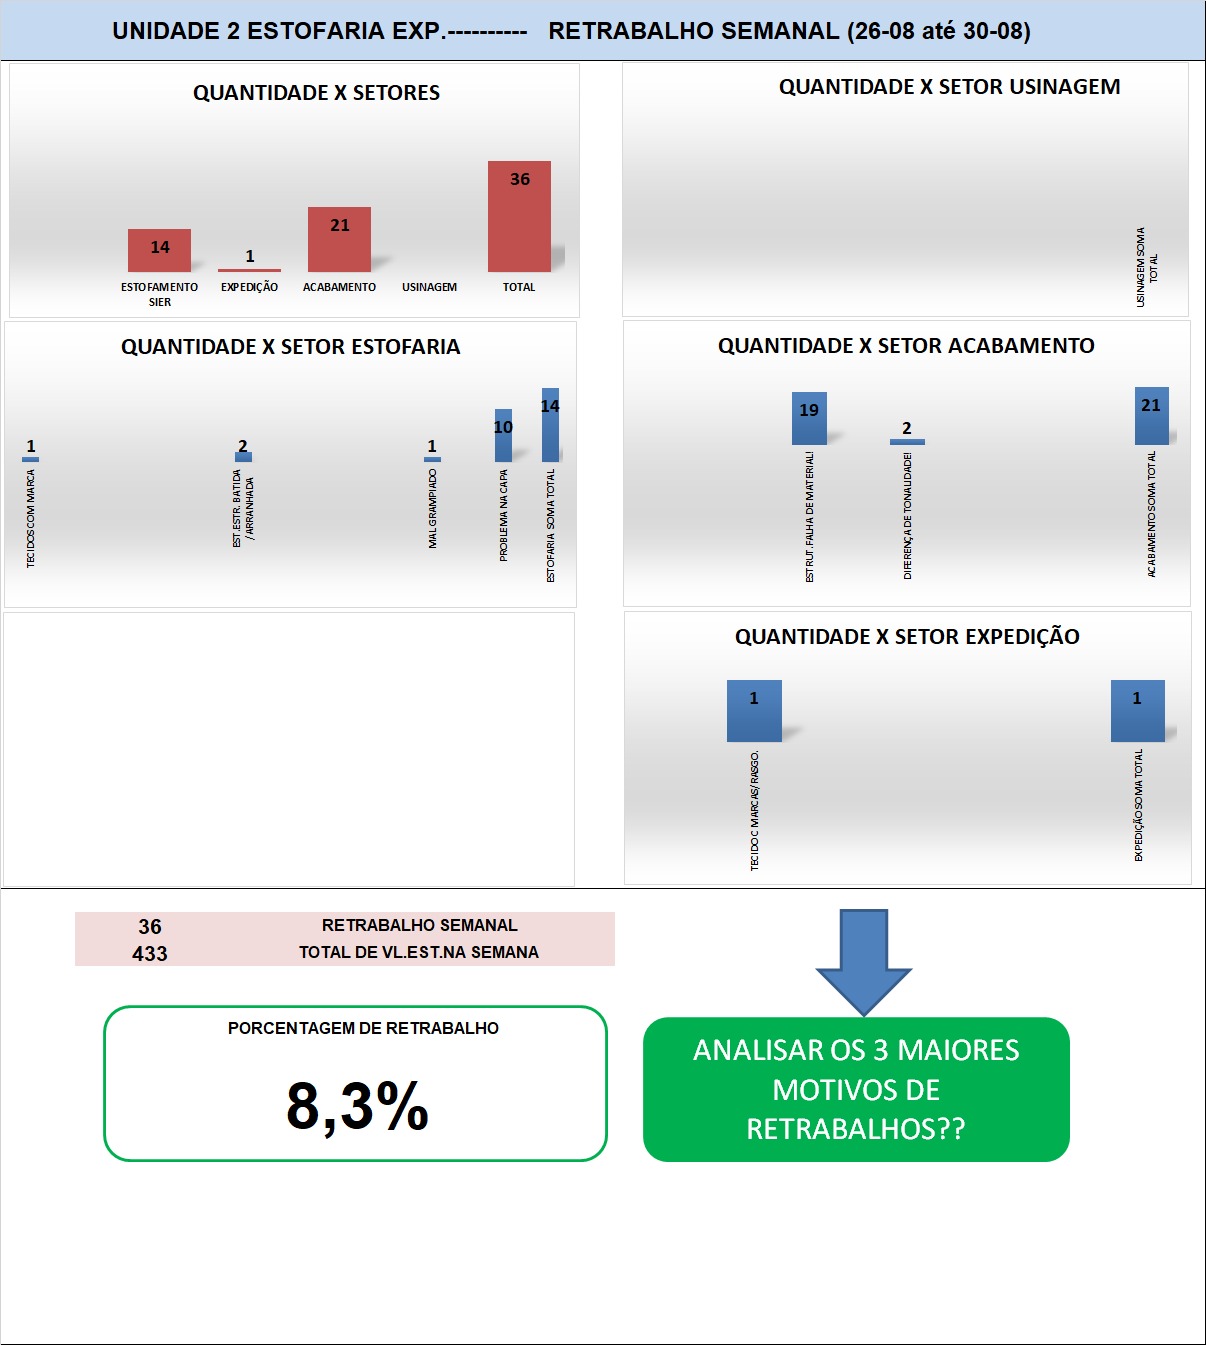 UNIDADE 2 ESTOFARIA EXP.---------- RETRABALHO SEMANAL (26-08 até 30-08)
QUANTIDADE X SETORES
36
21
14
1
ESTOFAMENTO
SIER
EXPEDIÇÃO
ACABAMENTO
USINAGEM
TOTAL
QUANTIDADE X SETOR USINAGEM
USINAGEM SOMA
TOTAL
QUANTIDADE X SETOR ESTOFARIA
1
2
1
10
14
TECIDOS COM MARCA
EST.ESTR. BATIDA
/ ARRANHADA
MAL GRAMPIADO
PROBLEMA NA CAPA
ESTOFARIA SOMA TOTAL
QUANTIDADE X SETOR ACABAMENTO
19
2
21
ESTRUT. FALHA DE MATERIAL!
DIFERENÇA DE TONALIDADE!
ACABAMENTO SOMA TOTAL
QUANTIDADE X SETOR EXPEDIÇÃO
1
1
TECIDO C MARCAS/ RASGO.
EXPEDIÇÃO SOMA TOTAL
36 RETRABALHO SEMANAL
433 TOTAL DE VL.EST.NA SEMANA
PORCENTAGEM DE RETRABALHO
8,3%
ANALISAR OS 3 MAIORES
MOTIVOS DE
RETRABALHOS??